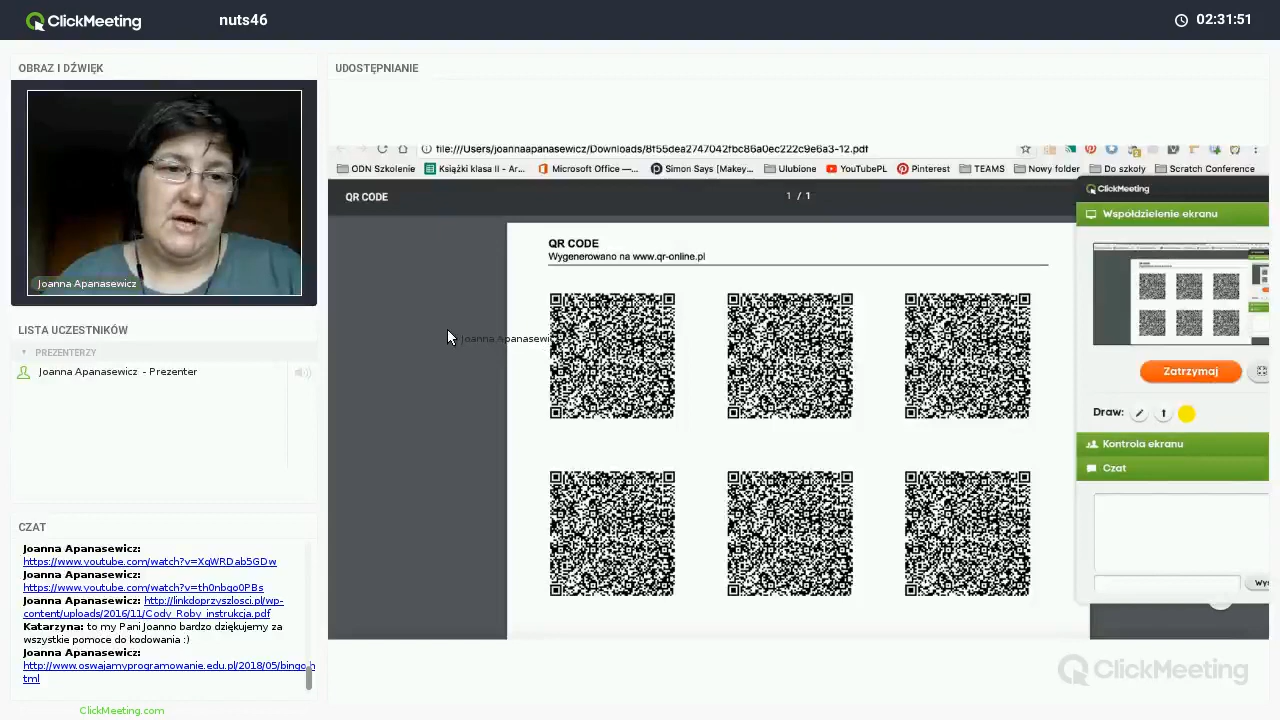 ClickMeeting
nuts46
02:31:51
OBRAZ I DŹWIĘK
Joanna Apanasewicz
LISTA UCZESTNIKÓW
PREZENTERZY
Joanna Apanasewicz - Prezenter
CZAT
Joanna Apanasewicz:
https://www.youtube.com/watch?v=XqWRDab5GDw
Joanna Apanasewicz:
https://www.youtube.com/watch?v=th0nbgo0PBs
Joanna Apanasewicz: http://linkdoprzyszlosci.pl/wp-
content/uploads/2016/11/Cody_Roby_instrukcja.pdf
Katarzyna: to my Pani Joanno bardzo dziękujemy za
wszystkie pomoce do kodowania :)
Joanna Apanasewicz:
http://www.oswajamyprogramowanie.edu.pl/2018/05/bingo.h
tml
ClickMeeting.com
UDOSTĘPNIANIE
file:///Users/joannaapanasewicz/Downloads/8f55dea2747042fbc86a0ec222c9e6a3-12.pdf
ODN Szkolenie
Książki klasa II - Ar...
Microsoft Office —...
Simon Says [Makey...
Ulubione
YouTubePL
Pinterest
TEAMS
Nowy folder
Do szkoły
Scratch Conference
QR CODE
1 / 1
QR CODE
Wygenerowano na www.qr-online.pl
Joanna Apanasewicz
ClickMeeting
Współdzielenie ekranu
Zatrzymaj
Draw:
Kontrola ekranu
Czat
Wyś
ClickMeeting